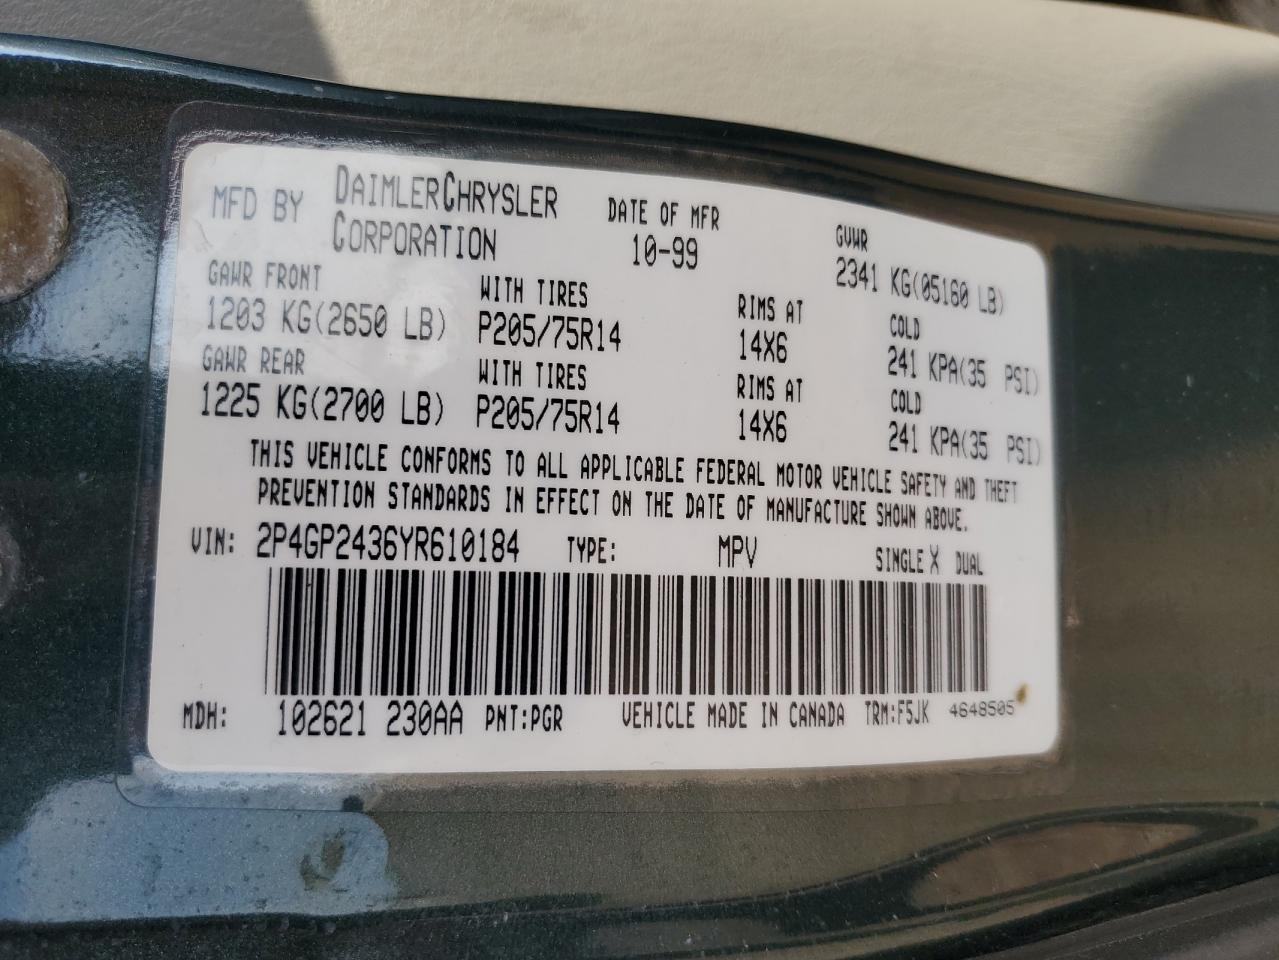 MFD BY DAIMLERCHRYSLER CORPORATION
DATE OF MFR 10-99
GVWR 2341 KG(05160 LB)
GAWR FRONT WITH TIRES RIMS AT COLD
1203 KG(2650 LB) P205/75R14 14X6 241 KPA(35 PSI)
GAWR REAR WITH TIRES RIMS AT COLD
1225 KG(2700 LB) P205/75R14 14X6 241 KPA(35 PSI)
THIS VEHICLE CONFORMS TO ALL APPLICABLE FEDERAL MOTOR VEHICLE SAFETY AND THEFT
PREVENTION STANDARDS IN EFFECT ON THE DATE OF MANUFACTURE SHOWN ABOVE.
VIN: 2P4GP2436YR610184 TYPE: MPV SINGLE X DUAL
MDH: 102621 230AA PNT:PGR VEHICLE MADE IN CANADA TRM:F5JK 4648505